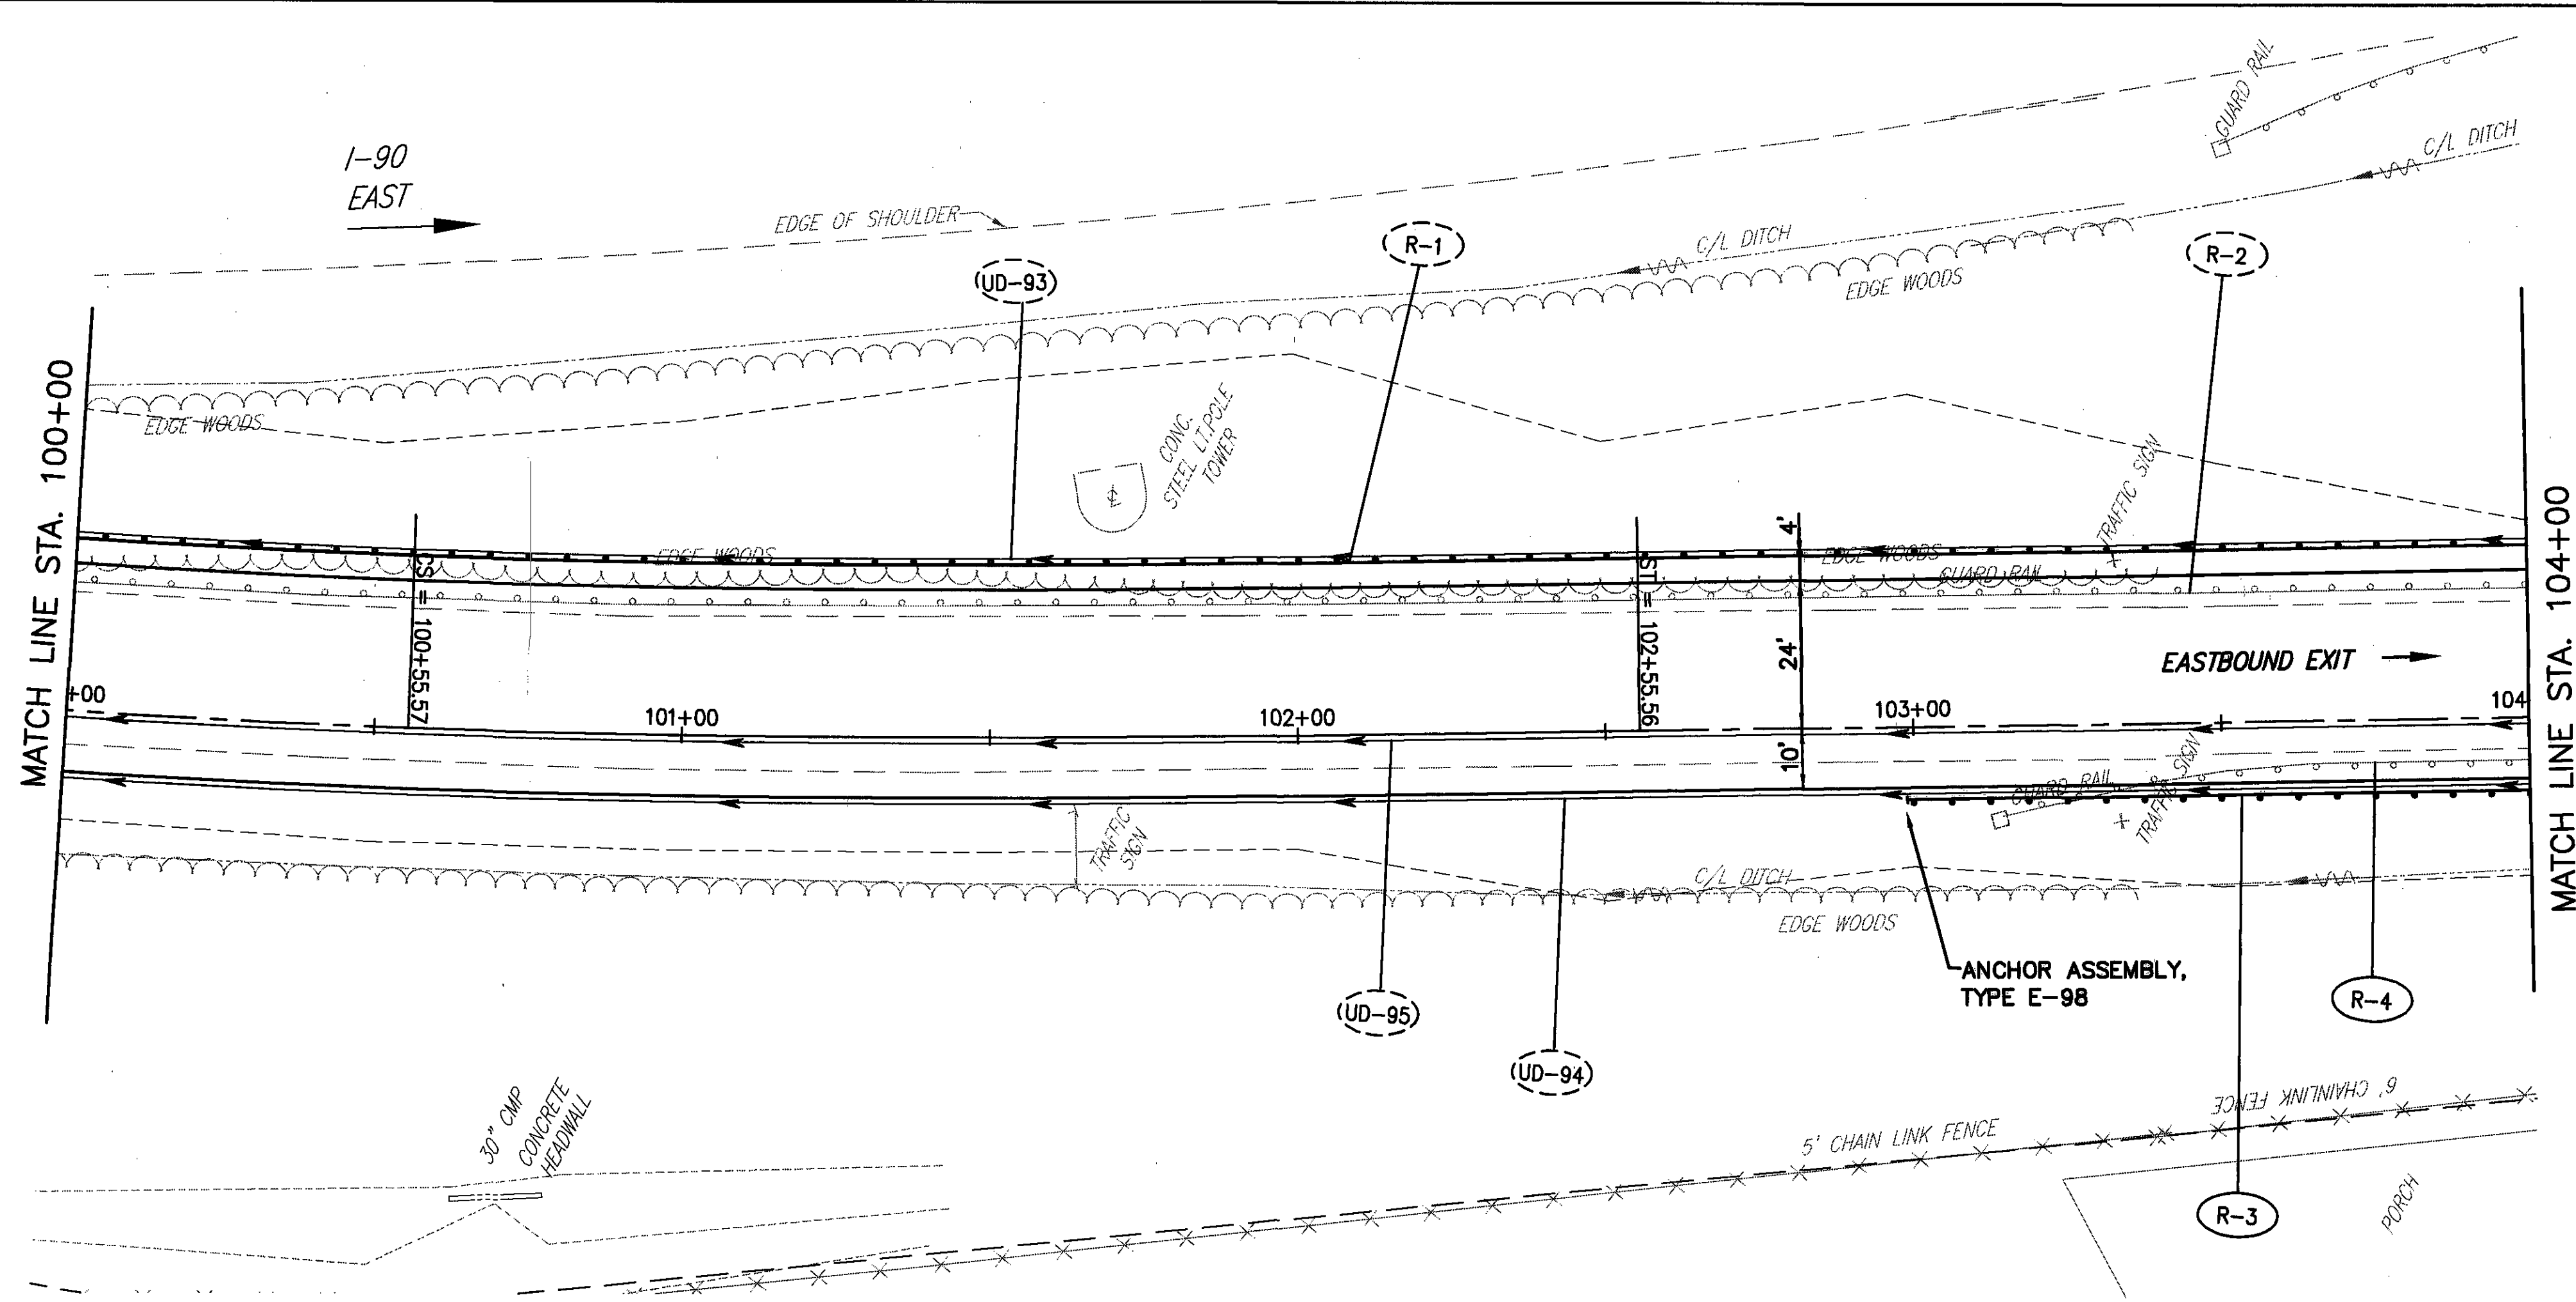 I-90
EAST
EDGE OF SHOULDER
GUARD RAIL
C/L DITCH
C/L DITCH
R-1
R-2
UD-93
EDGE WOODS
EDGE WOODS
CONC.
STEEL LT.POLE
TOWER
TRAFFIC SIGN
MATCH LINE STA. 100+00
MATCH LINE STA. 104+00
EDGE WOODS
EDGE WOODS
GUARD RAIL
4'
24'
10'
CS = 100+55.57
ST = 102+55.56
EASTBOUND EXIT
+00
101+00
102+00
103+00
104
GUARD RAIL
TRAFFIC SIGN
TRAFFIC
SIGN
C/L DITCH
EDGE WOODS
ANCHOR ASSEMBLY,
TYPE E-98
R-4
UD-95
UD-94
30" CMP
CONCRETE
HEADWALL
5' CHAIN LINK FENCE
6' CHAINLINK FENCE
R-3
PORCH